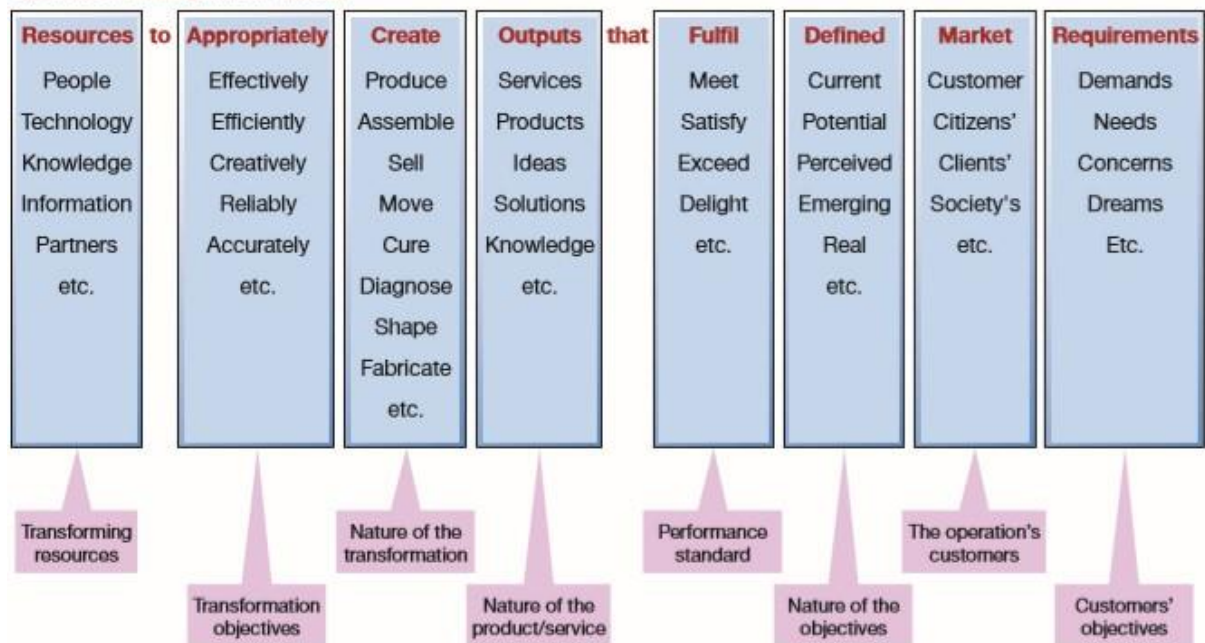 Resources to Appropriately Create Outputs that Fulfil Defined Market Requirements
People
Technology
Knowledge
Information
Partners
etc.
Effectively
Efficiently
Creatively
Reliably
Accurately
etc.
Produce
Assemble
Sell
Move
Cure
Diagnose
Shape
Fabricate
etc.
Services
Products
Ideas
Solutions
Knowledge
etc.
Meet
Satisfy
Exceed
Delight
etc.
Current
Potential
Perceived
Emerging
Real
etc.
Customer
Citizens'
Clients'
Society's
etc.
Demands
Needs
Concerns
Dreams
Etc.
Transforming
resources
Transformation
objectives
Nature of the
transformation
Nature of the
product/service
Performance
standard
Nature of the
objectives
The operation's
customers
Customers'
objectives